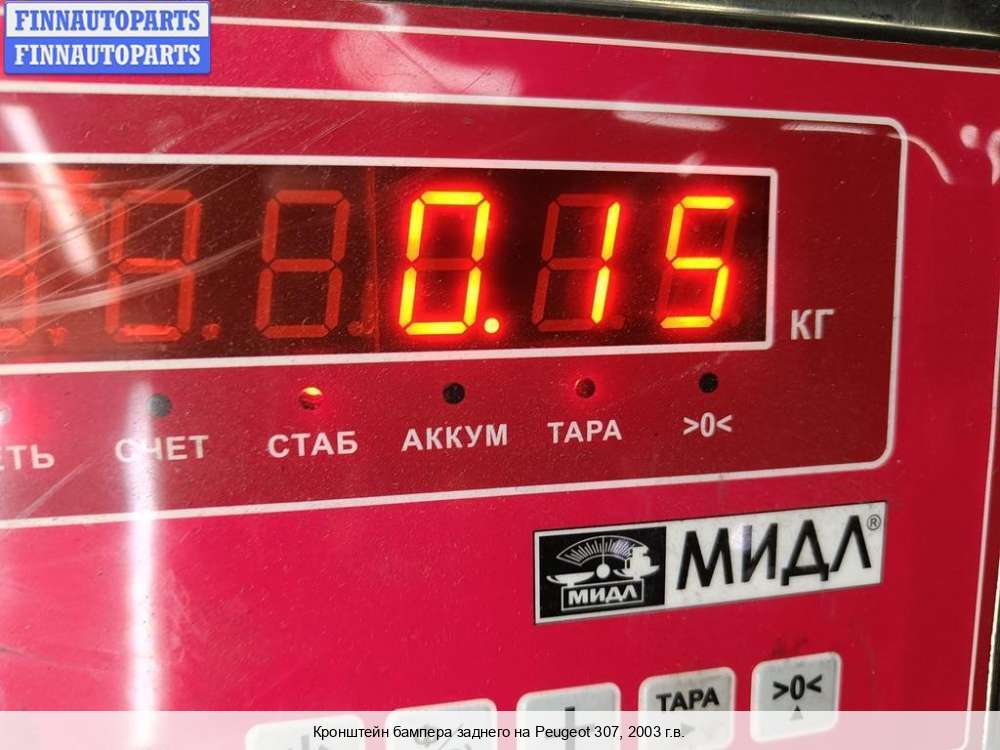 FINNAUTOPARTS
FINNAUTOPARTS
0.15
КГ
СЧЕТ СТАБ АККУМ ТАРА >0<
МИДЛ МИДЛ®
ТАРА >0<
Кронштейн бампера заднего на Peugeot 307, 2003 г.в.